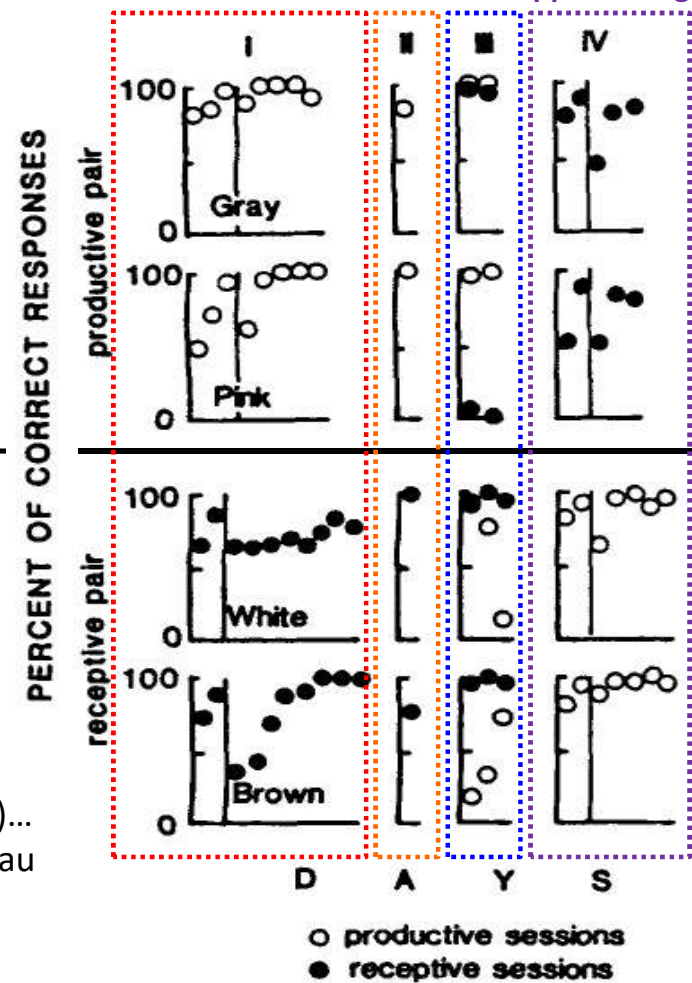 I II III IV
PERCENT OF CORRECT RESPONSES
productive pair
100
0
Gray
100
0
Pink
receptive pair
100
0
White
100
0
Brown
)...
au
D A Y S
○ productive sessions
● receptive sessions